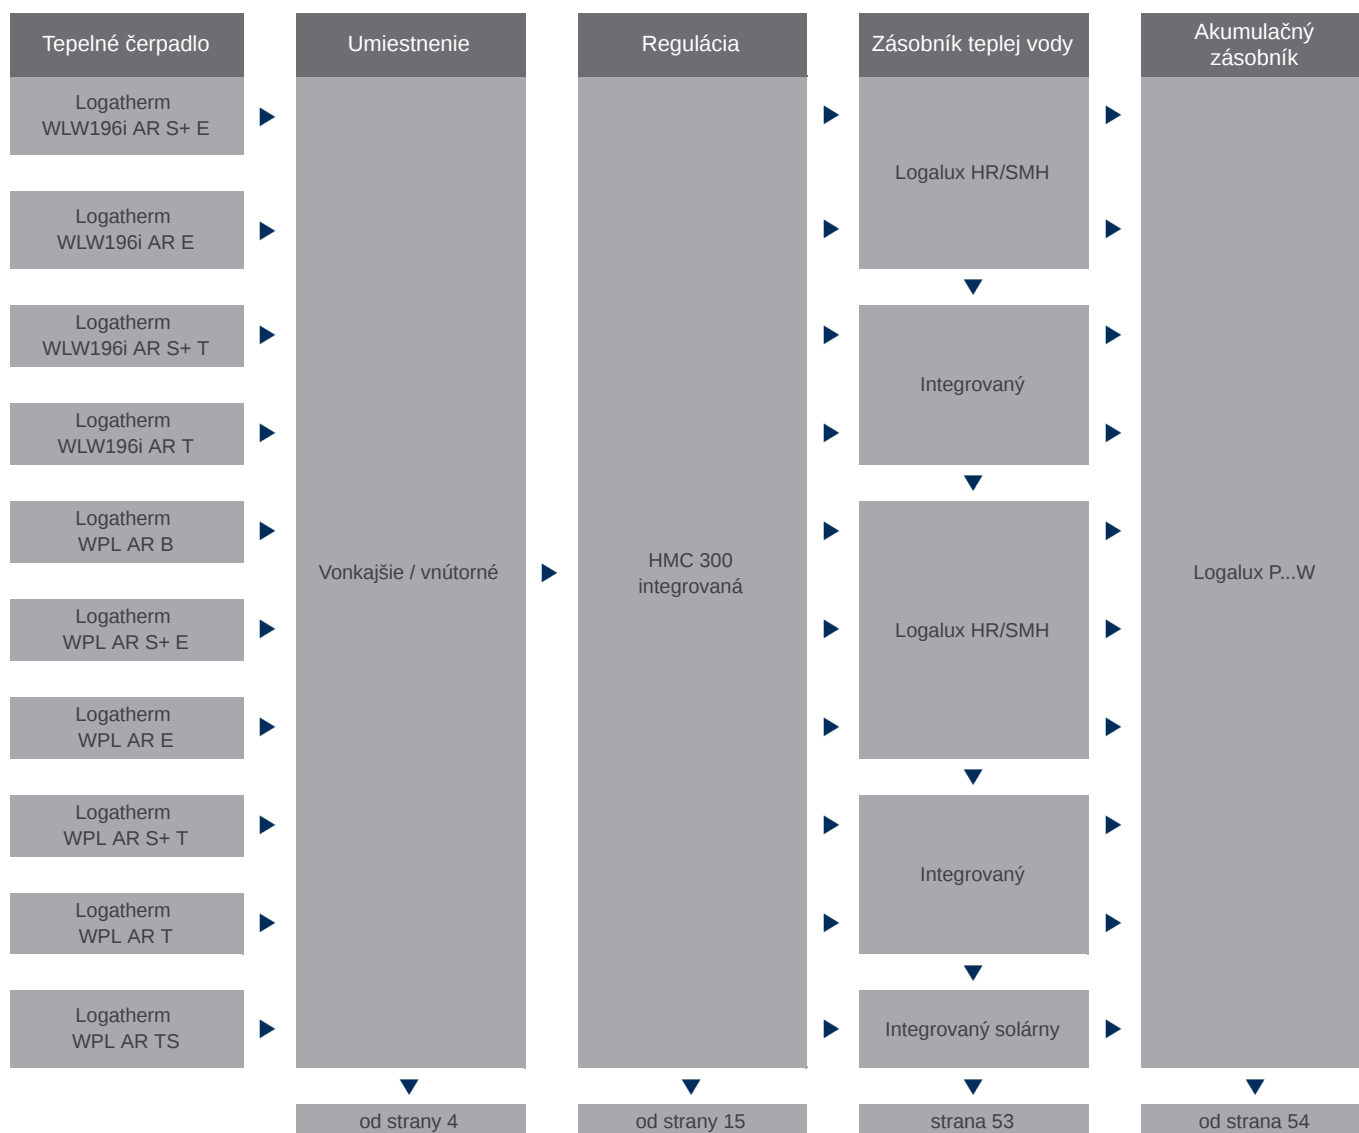 Tepelné čerpadlo
Umiestnenie
Regulácia
Zásobník teplej vody
Akumulačný
zásobník
Logatherm
WLW196i AR S+ E
Logatherm
WLW196i AR E
Logatherm
WLW196i AR S+ T
Logatherm
WLW196i AR T
Logatherm
WPL AR B
Logatherm
WPL AR S+ E
Logatherm
WPL AR E
Logatherm
WPL AR S+ T
Logatherm
WPL AR T
Logatherm
WPL AR TS
Vonkajšie / vnútorné
HMC 300
integrovaná
Logalux HR/SMH
Integrovaný
Logalux HR/SMH
Integrovaný
Integrovaný solárny
Logalux P...W
od strany 4
od strany 15
strana 53
od strana 54